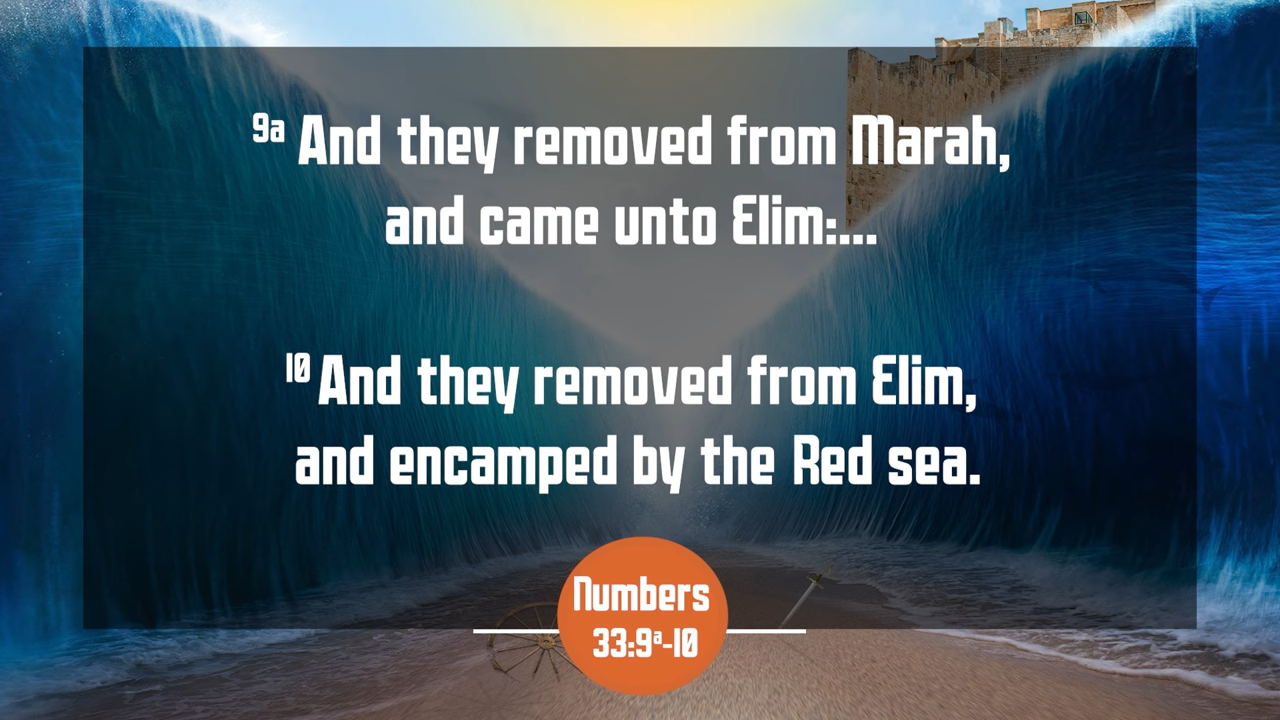 9a And they removed from Marah,
and came unto Elim:...
10 And they removed from Elim,
and encamped by the Red sea.
Numbers
33:9a-10